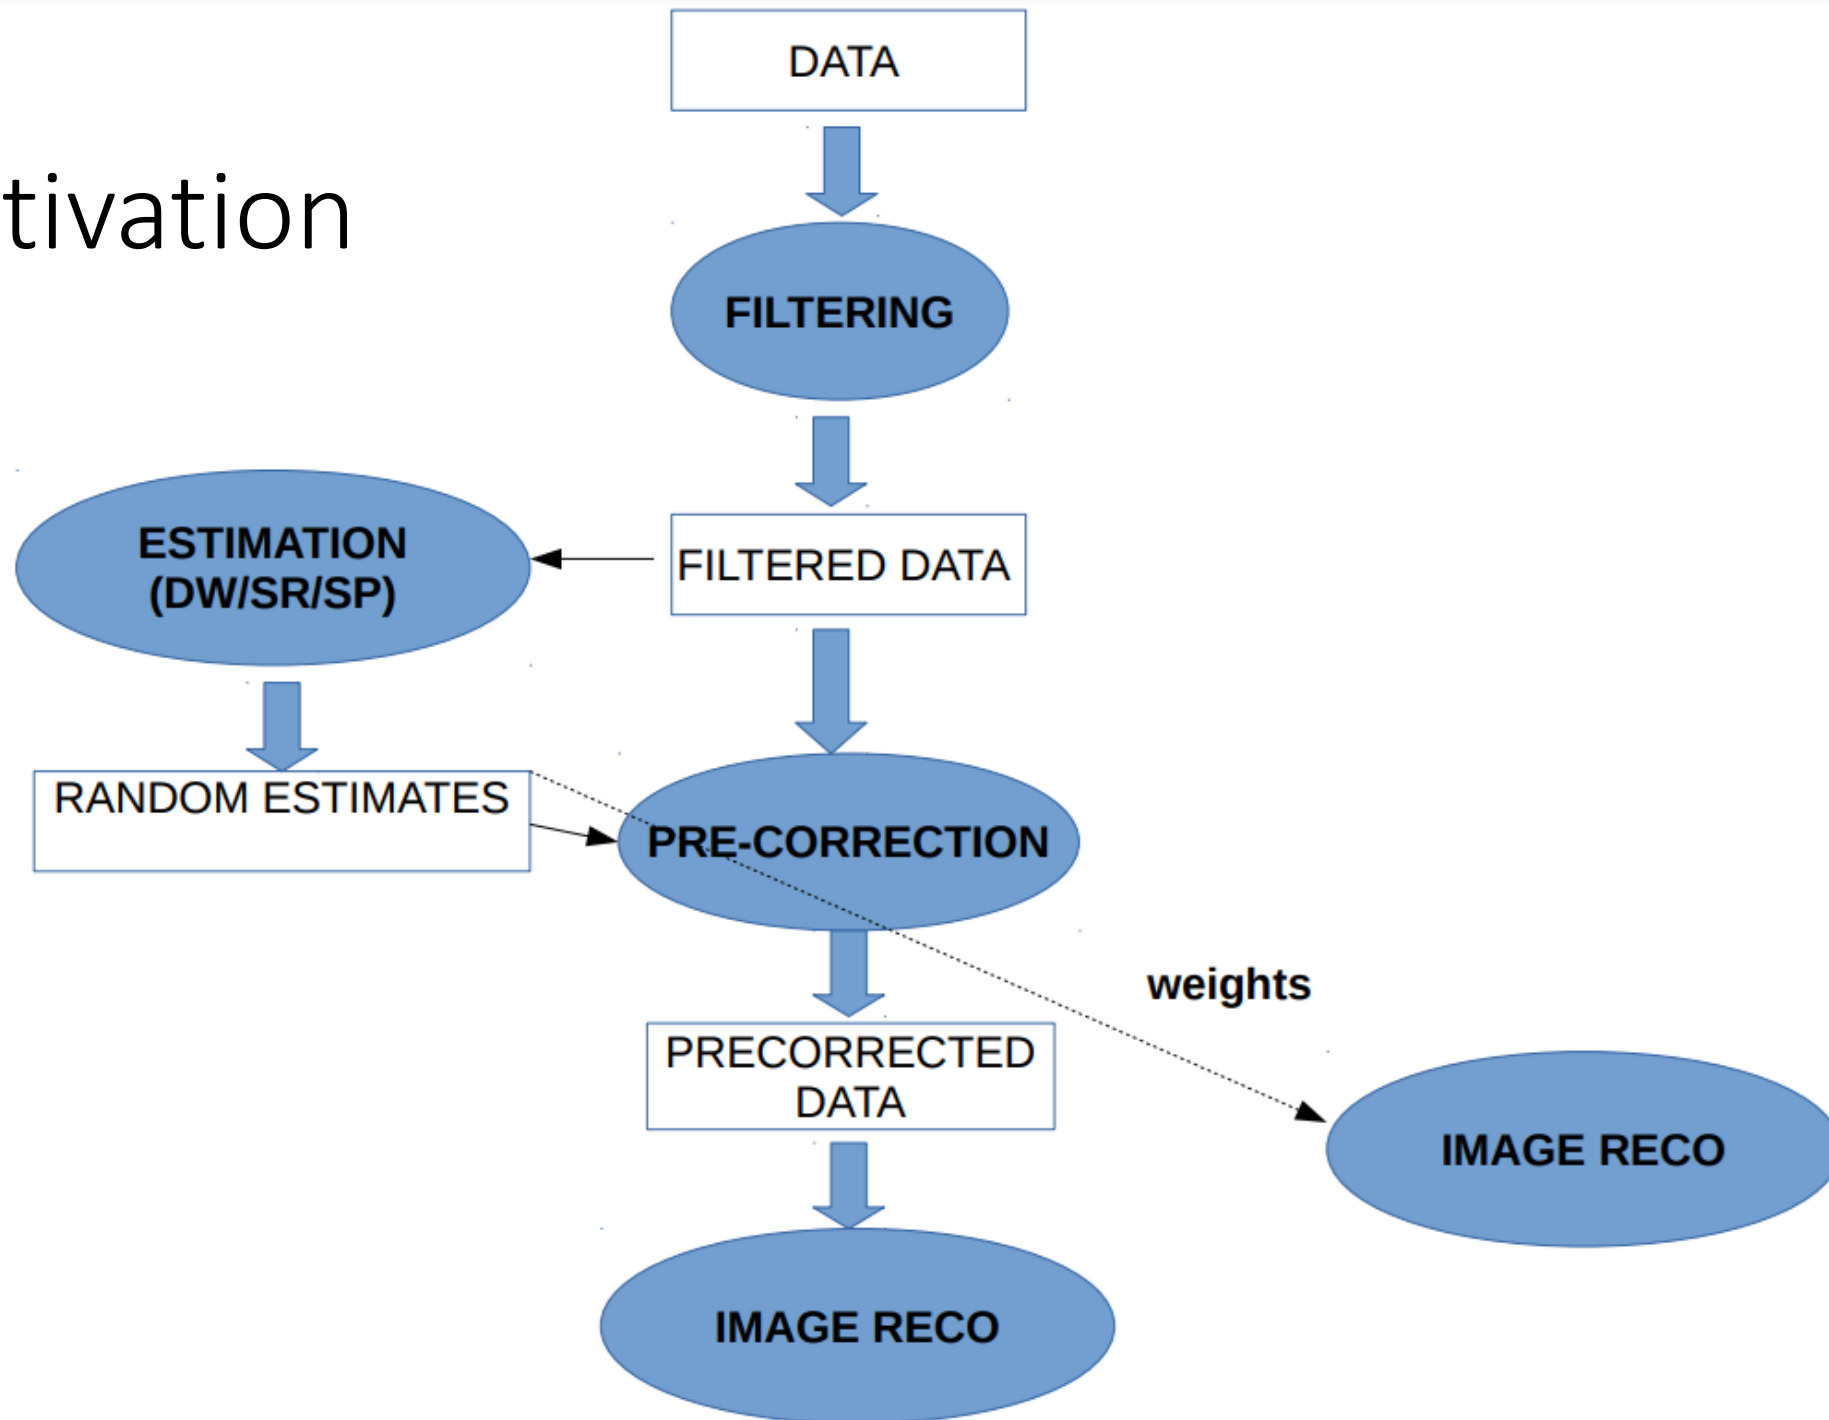 DATA
tivation
FILTERING
ESTIMATION
(DW/SR/SP)
FILTERED DATA
RANDOM ESTIMATES
PRE-CORRECTION
weights
PRECORRECTED
DATA
IMAGE RECO
IMAGE RECO